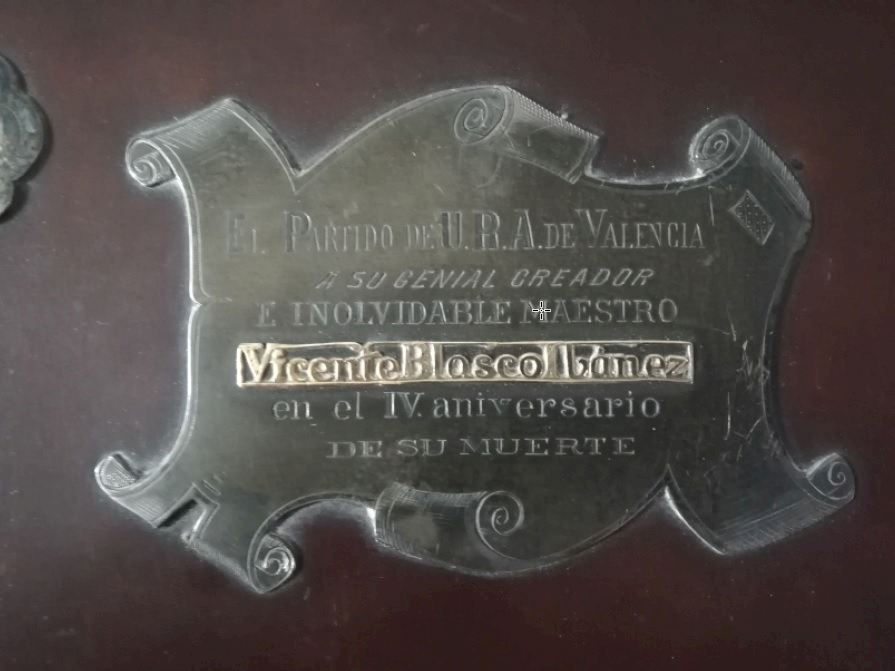 EL PARTIDO DE U.R.A. DE VALENCIA
A SU GENIAL CREADOR
E INOLVIDABLE MAESTRO
Vicente Blasco Ibánez
en el IV. aniversario
DE SU MUERTE